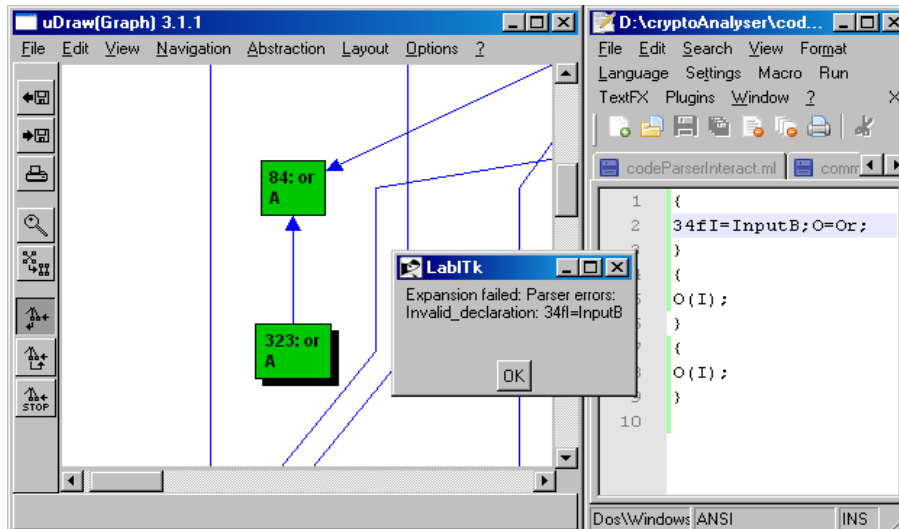 uDraw(Graph) 3.1.1
File Edit View Navigation Abstraction Layout Options ?
STOP
84: or
A
323: or
A
LablTk
Expansion failed: Parser errors:
Invalid_declaration: 34fI=InputB
OK
D:\cryptoAnalyser\cod...
File Edit Search View Format
Language Settings Macro Run
TextFX Plugins Window ? X
codeParserInteract.ml comm
1 {
2 34fI=InputB;O=Or;
3 }
4 {
5 O(I);
6 }
7 {
8 O(I);
9 }
10
Dos\Windows ANSI INS